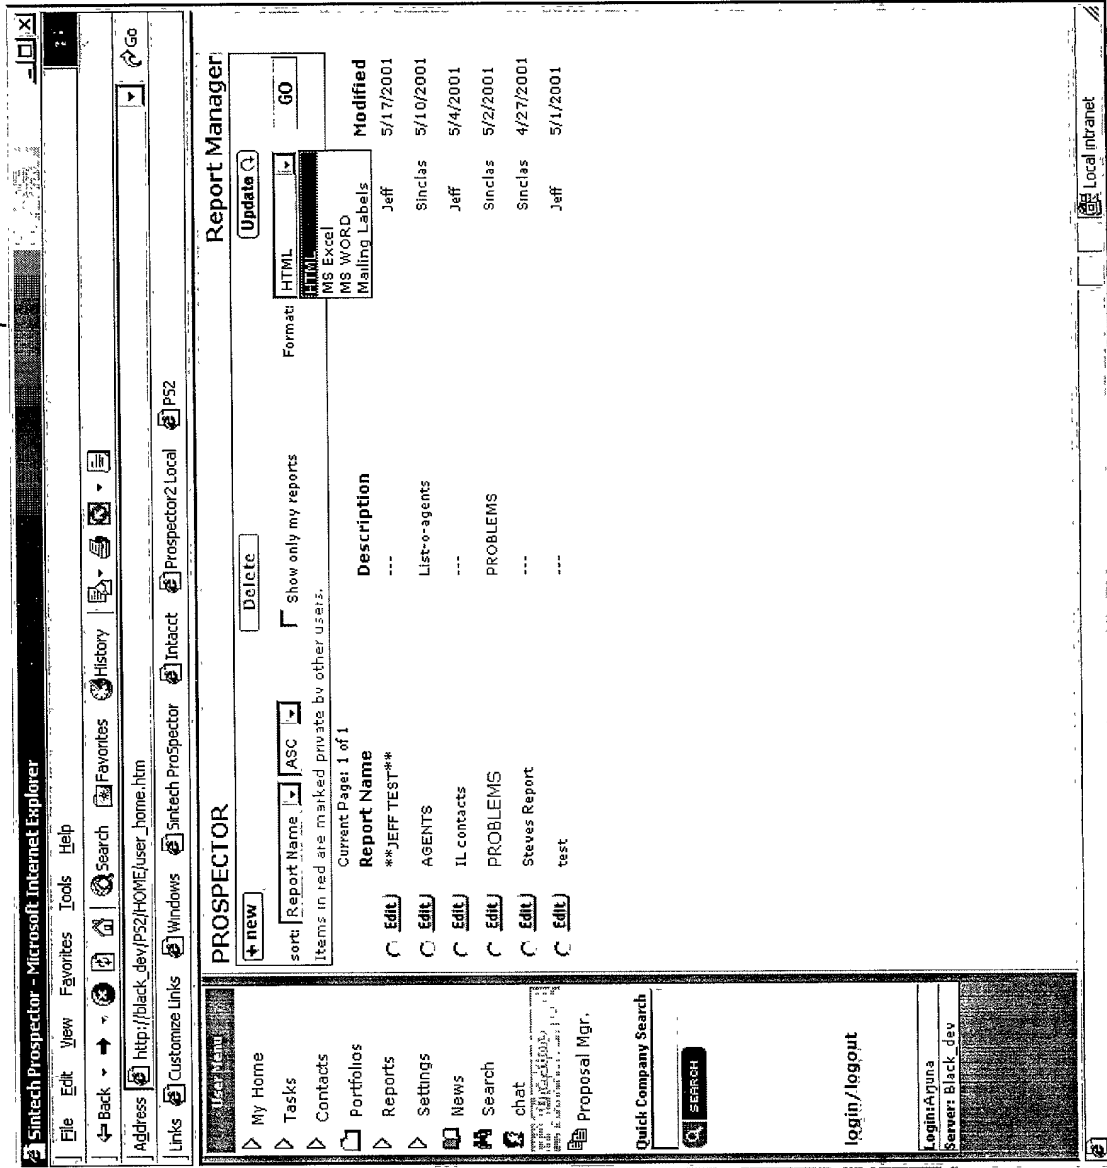 Sintech Prospector - Microsoft Internet Explorer
File Edit View Favorites Tools Help
Back Search Favorites History
Address http://black_dev/PS2/HOME/user_home.htm Go
Links Customize Links Windows Sintech ProSpector Intacct Prospector2 Local PS2
User Menu
My Home
Tasks
Contacts
Portfolios
Reports
Settings
News
Search
chat
Proposal Mgr.
Quick Company Search
SEARCH
login/logout
Server: Black_dev
PROSPECTOR Report Manager
+ new Delete Update
sort: Report Name ASC Show only my reports Format: HTML GO
HTML
MS Excel
MS WORD
Mailing Labels
Items in red are marked private by other users.
Current Page: 1 of 1
Report Name Description Modified
Edit **JEFF TEST** --- Jeff 5/17/2001
Edit AGENTS List-o-agents Sinclas 5/10/2001
Edit IL contacts --- Jeff 5/4/2001
Edit PROBLEMS PROBLEMS Sinclas 5/2/2001
Edit Steves Report --- Sinclas 4/27/2001
Edit test --- Jeff 5/1/2001
Local intranet